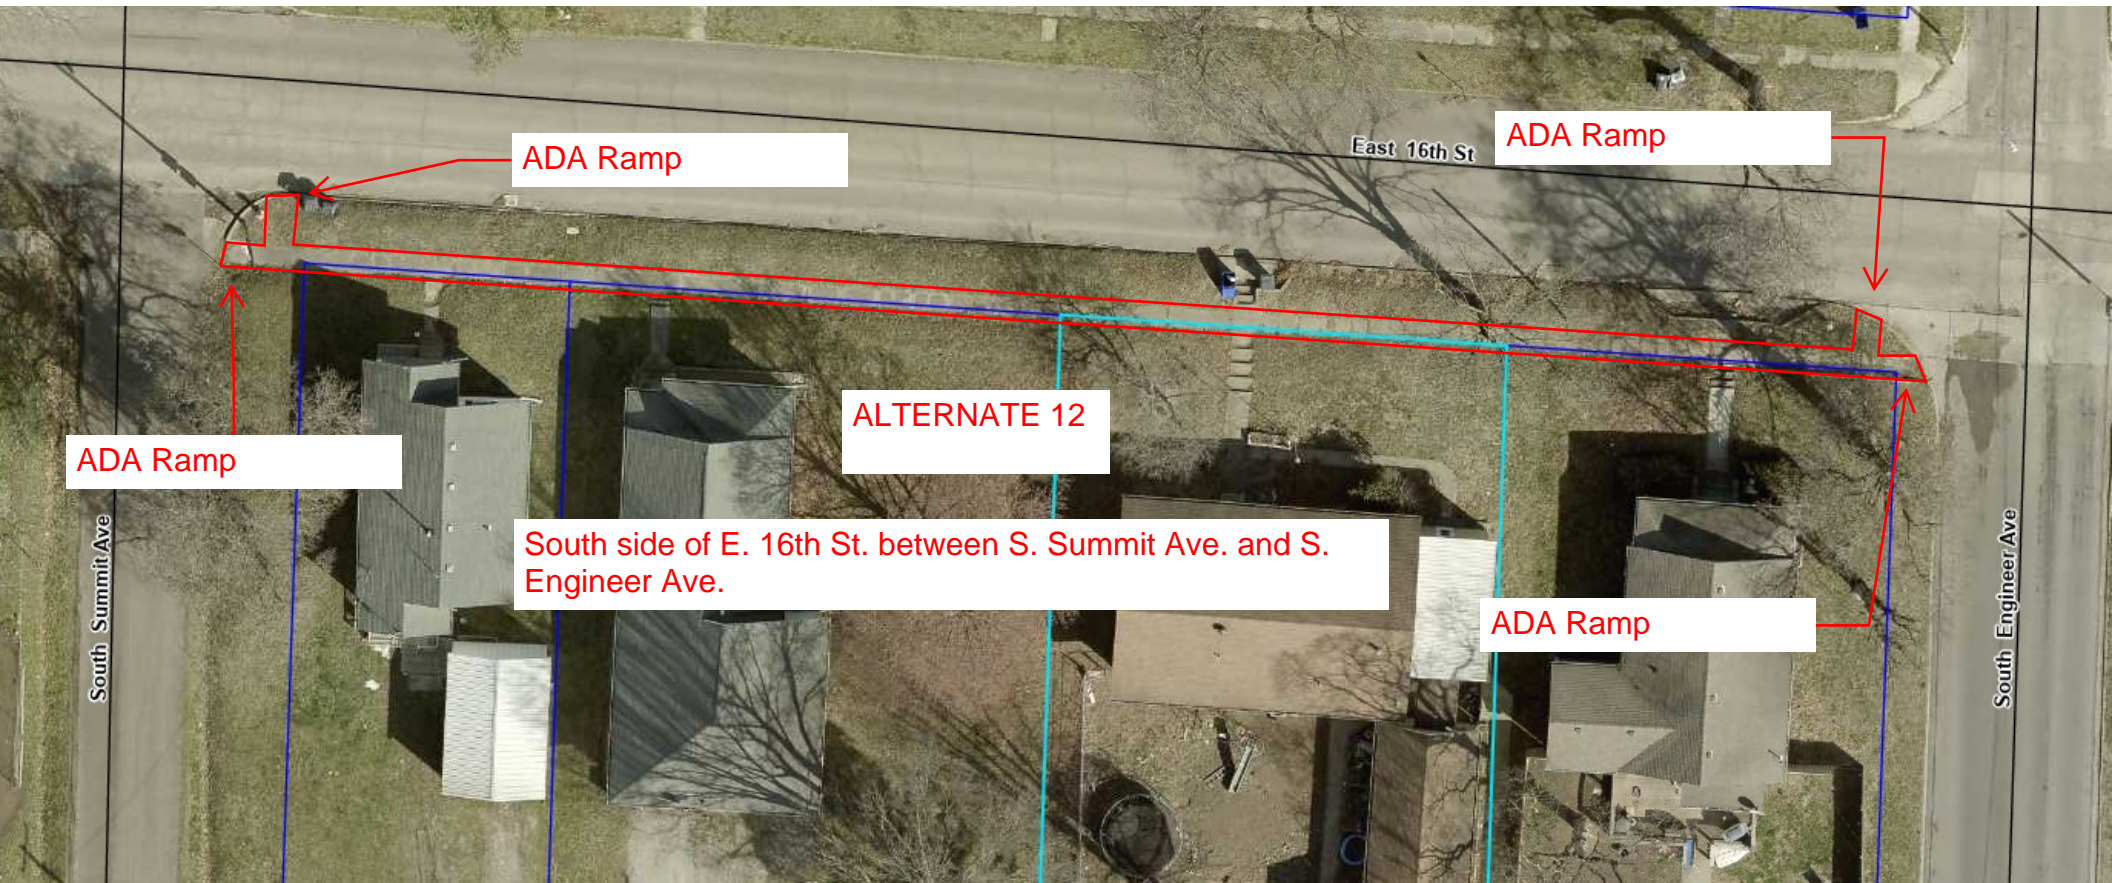 East 16th St
ADA Ramp
ADA Ramp
ALTERNATE 12
ADA Ramp
South side of E. 16th St. between S. Summit Ave. and S.
Engineer Ave.
ADA Ramp
South Summit Ave
South Engineer Ave